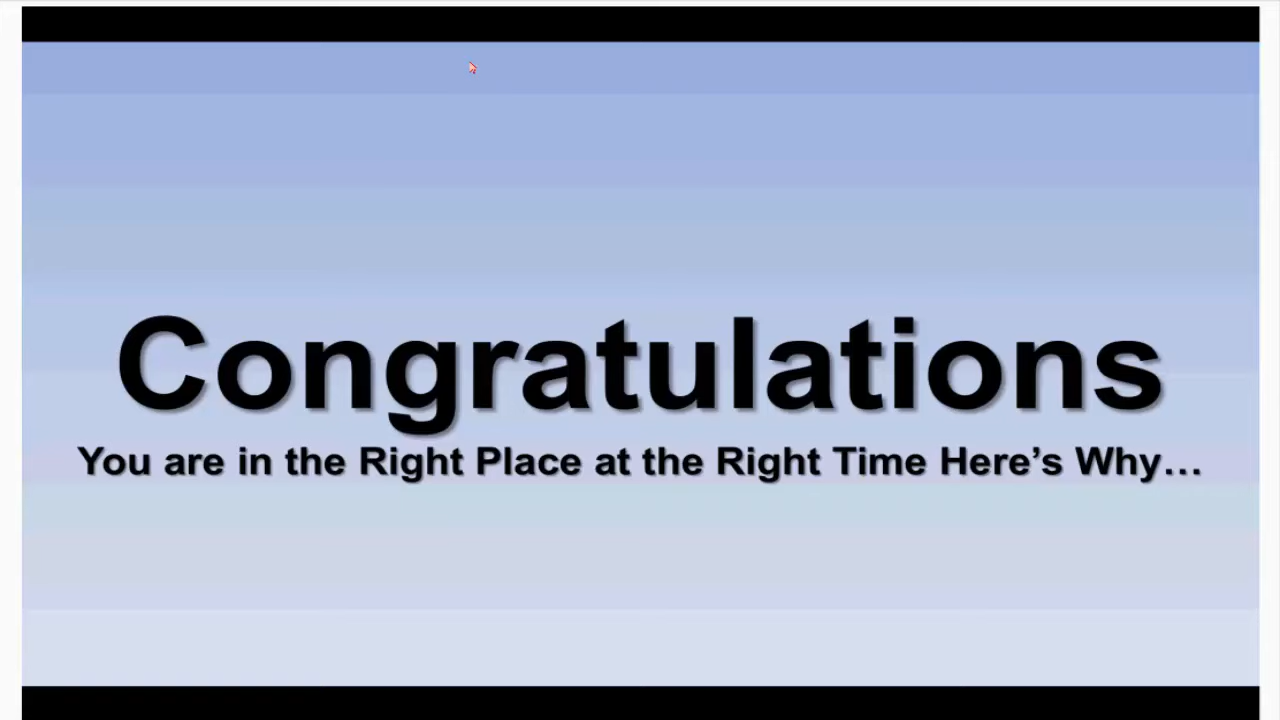 Congratulations
You are in the Right Place at the Right Time Here’s Why…